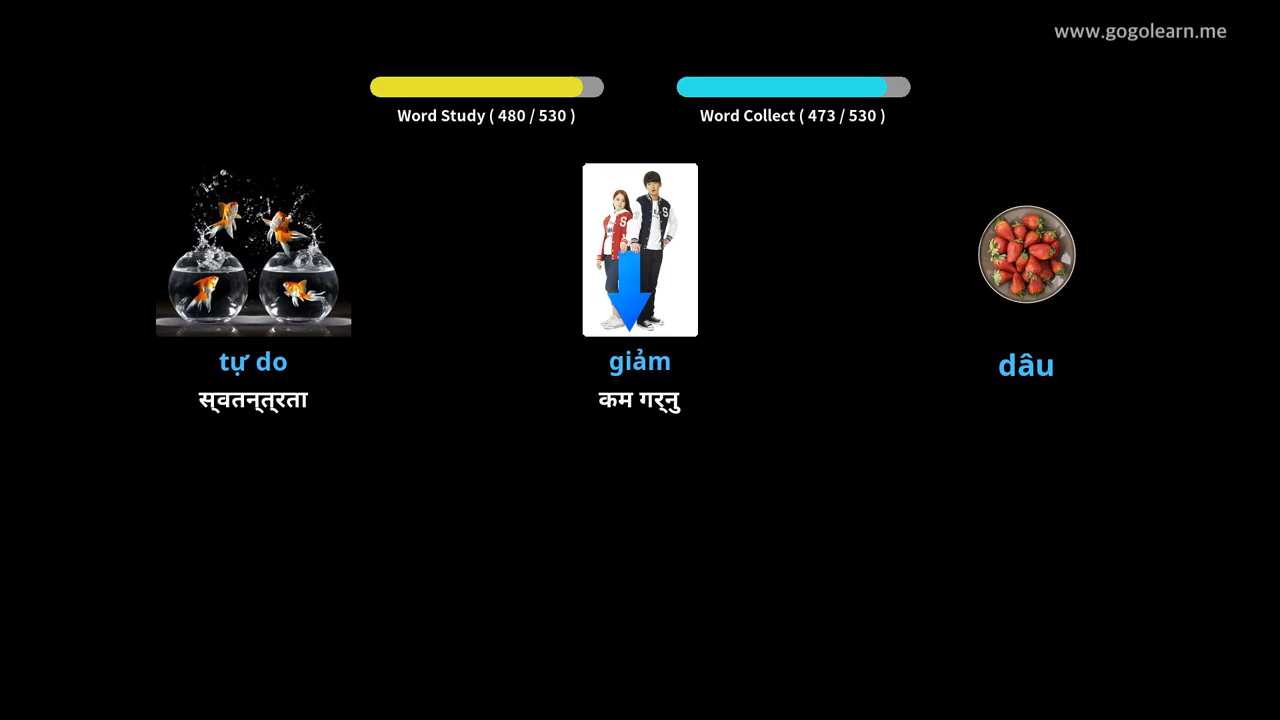 www.gogolearn.me
Word Study ( 480 / 530 )
Word Collect ( 473 / 530 )
tự do
giảm
dâu
स्वतन्त्रता
कम गर्नु